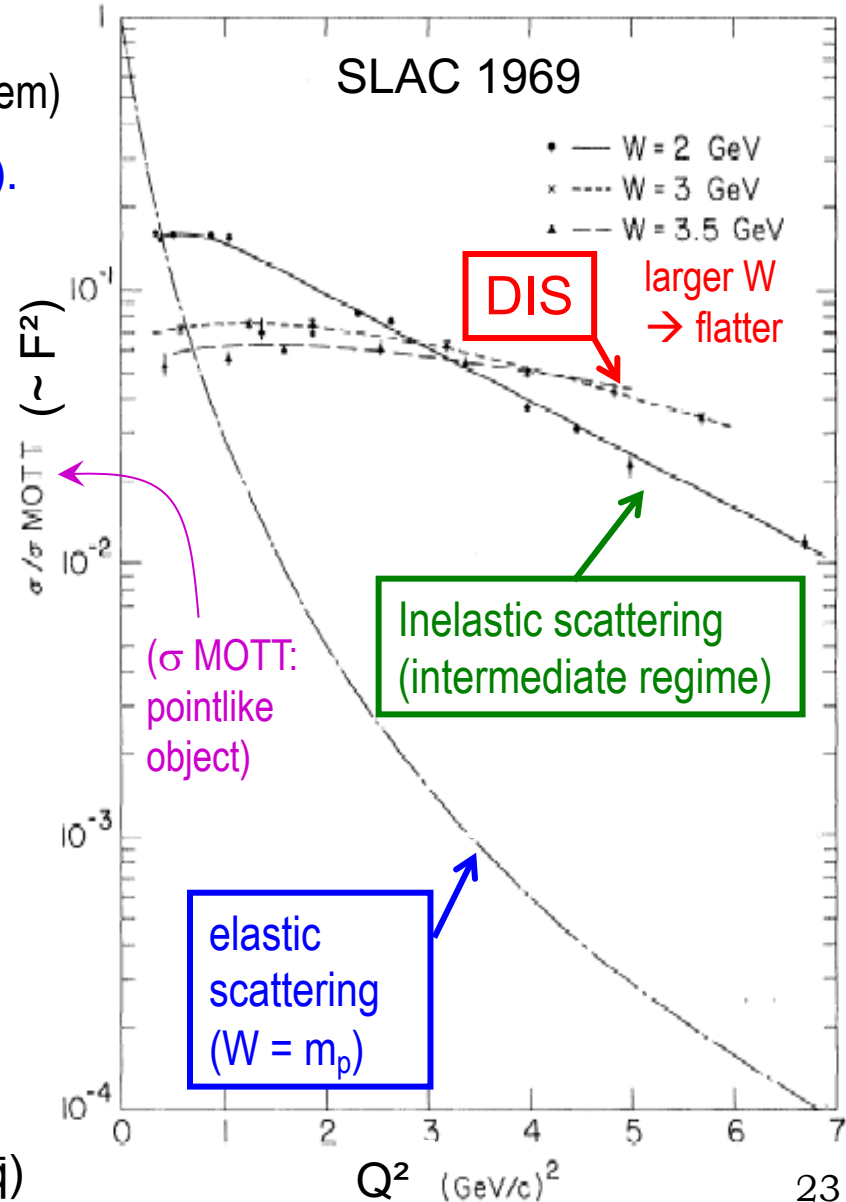 SLAC 1969
em)
).
• — W = 2 GeV
× ---- W = 3 GeV
▲ — — W = 3.5 GeV
DIS
larger W
→ flatter
Inelastic scattering
(intermediate regime)
(σ MOTT:
pointlike
object)
elastic
scattering
(W = mₚ)
σ/σ MOTT (~ F²)
1
10⁻¹
10⁻²
10⁻³
10⁻⁴
0 1 2 3 4 5 6 7
Q² (GeV/c)²
23